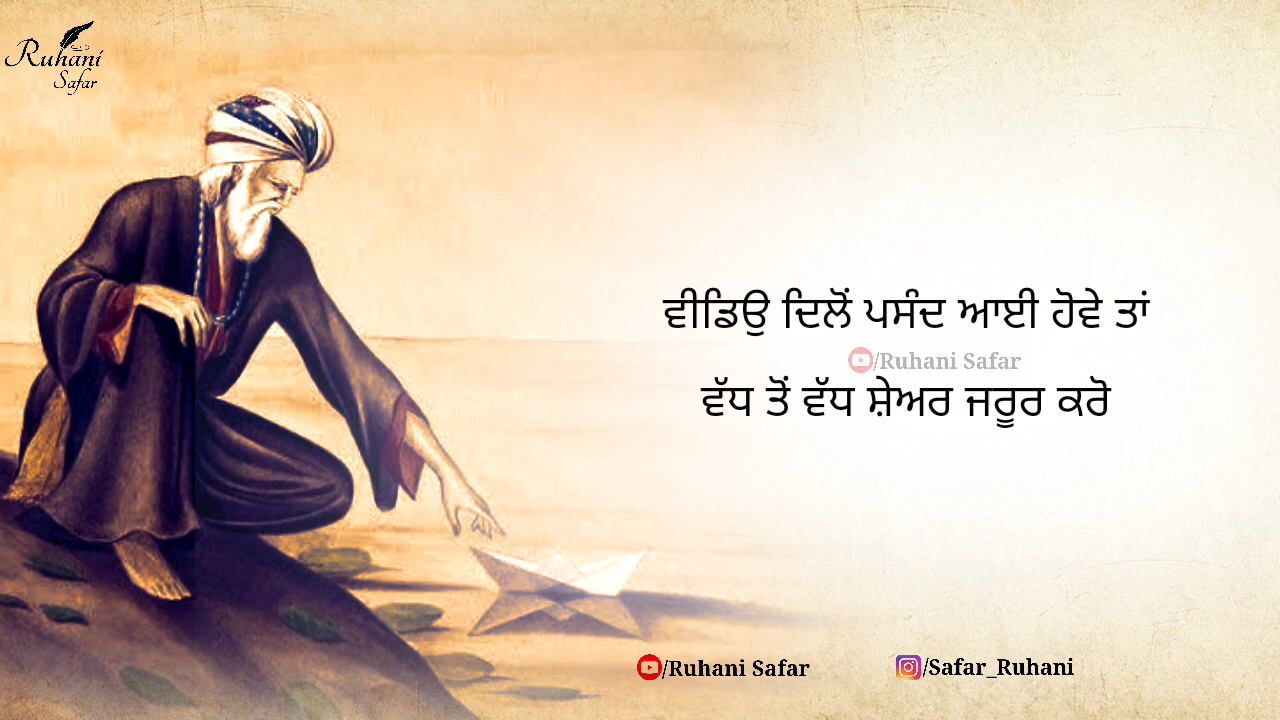 Ruhani
Safar
ਵੀਡਿਉ ਦਿਲੋਂ ਪਸੰਦ ਆਈ ਹੋਵੇ ਤਾਂ
/Ruhani Safar
ਵੱਧ ਤੋਂ ਵੱਧ ਸ਼ੇਅਰ ਜਰੂਰ ਕਰੋ
/Ruhani Safar
/Safar_Ruhani